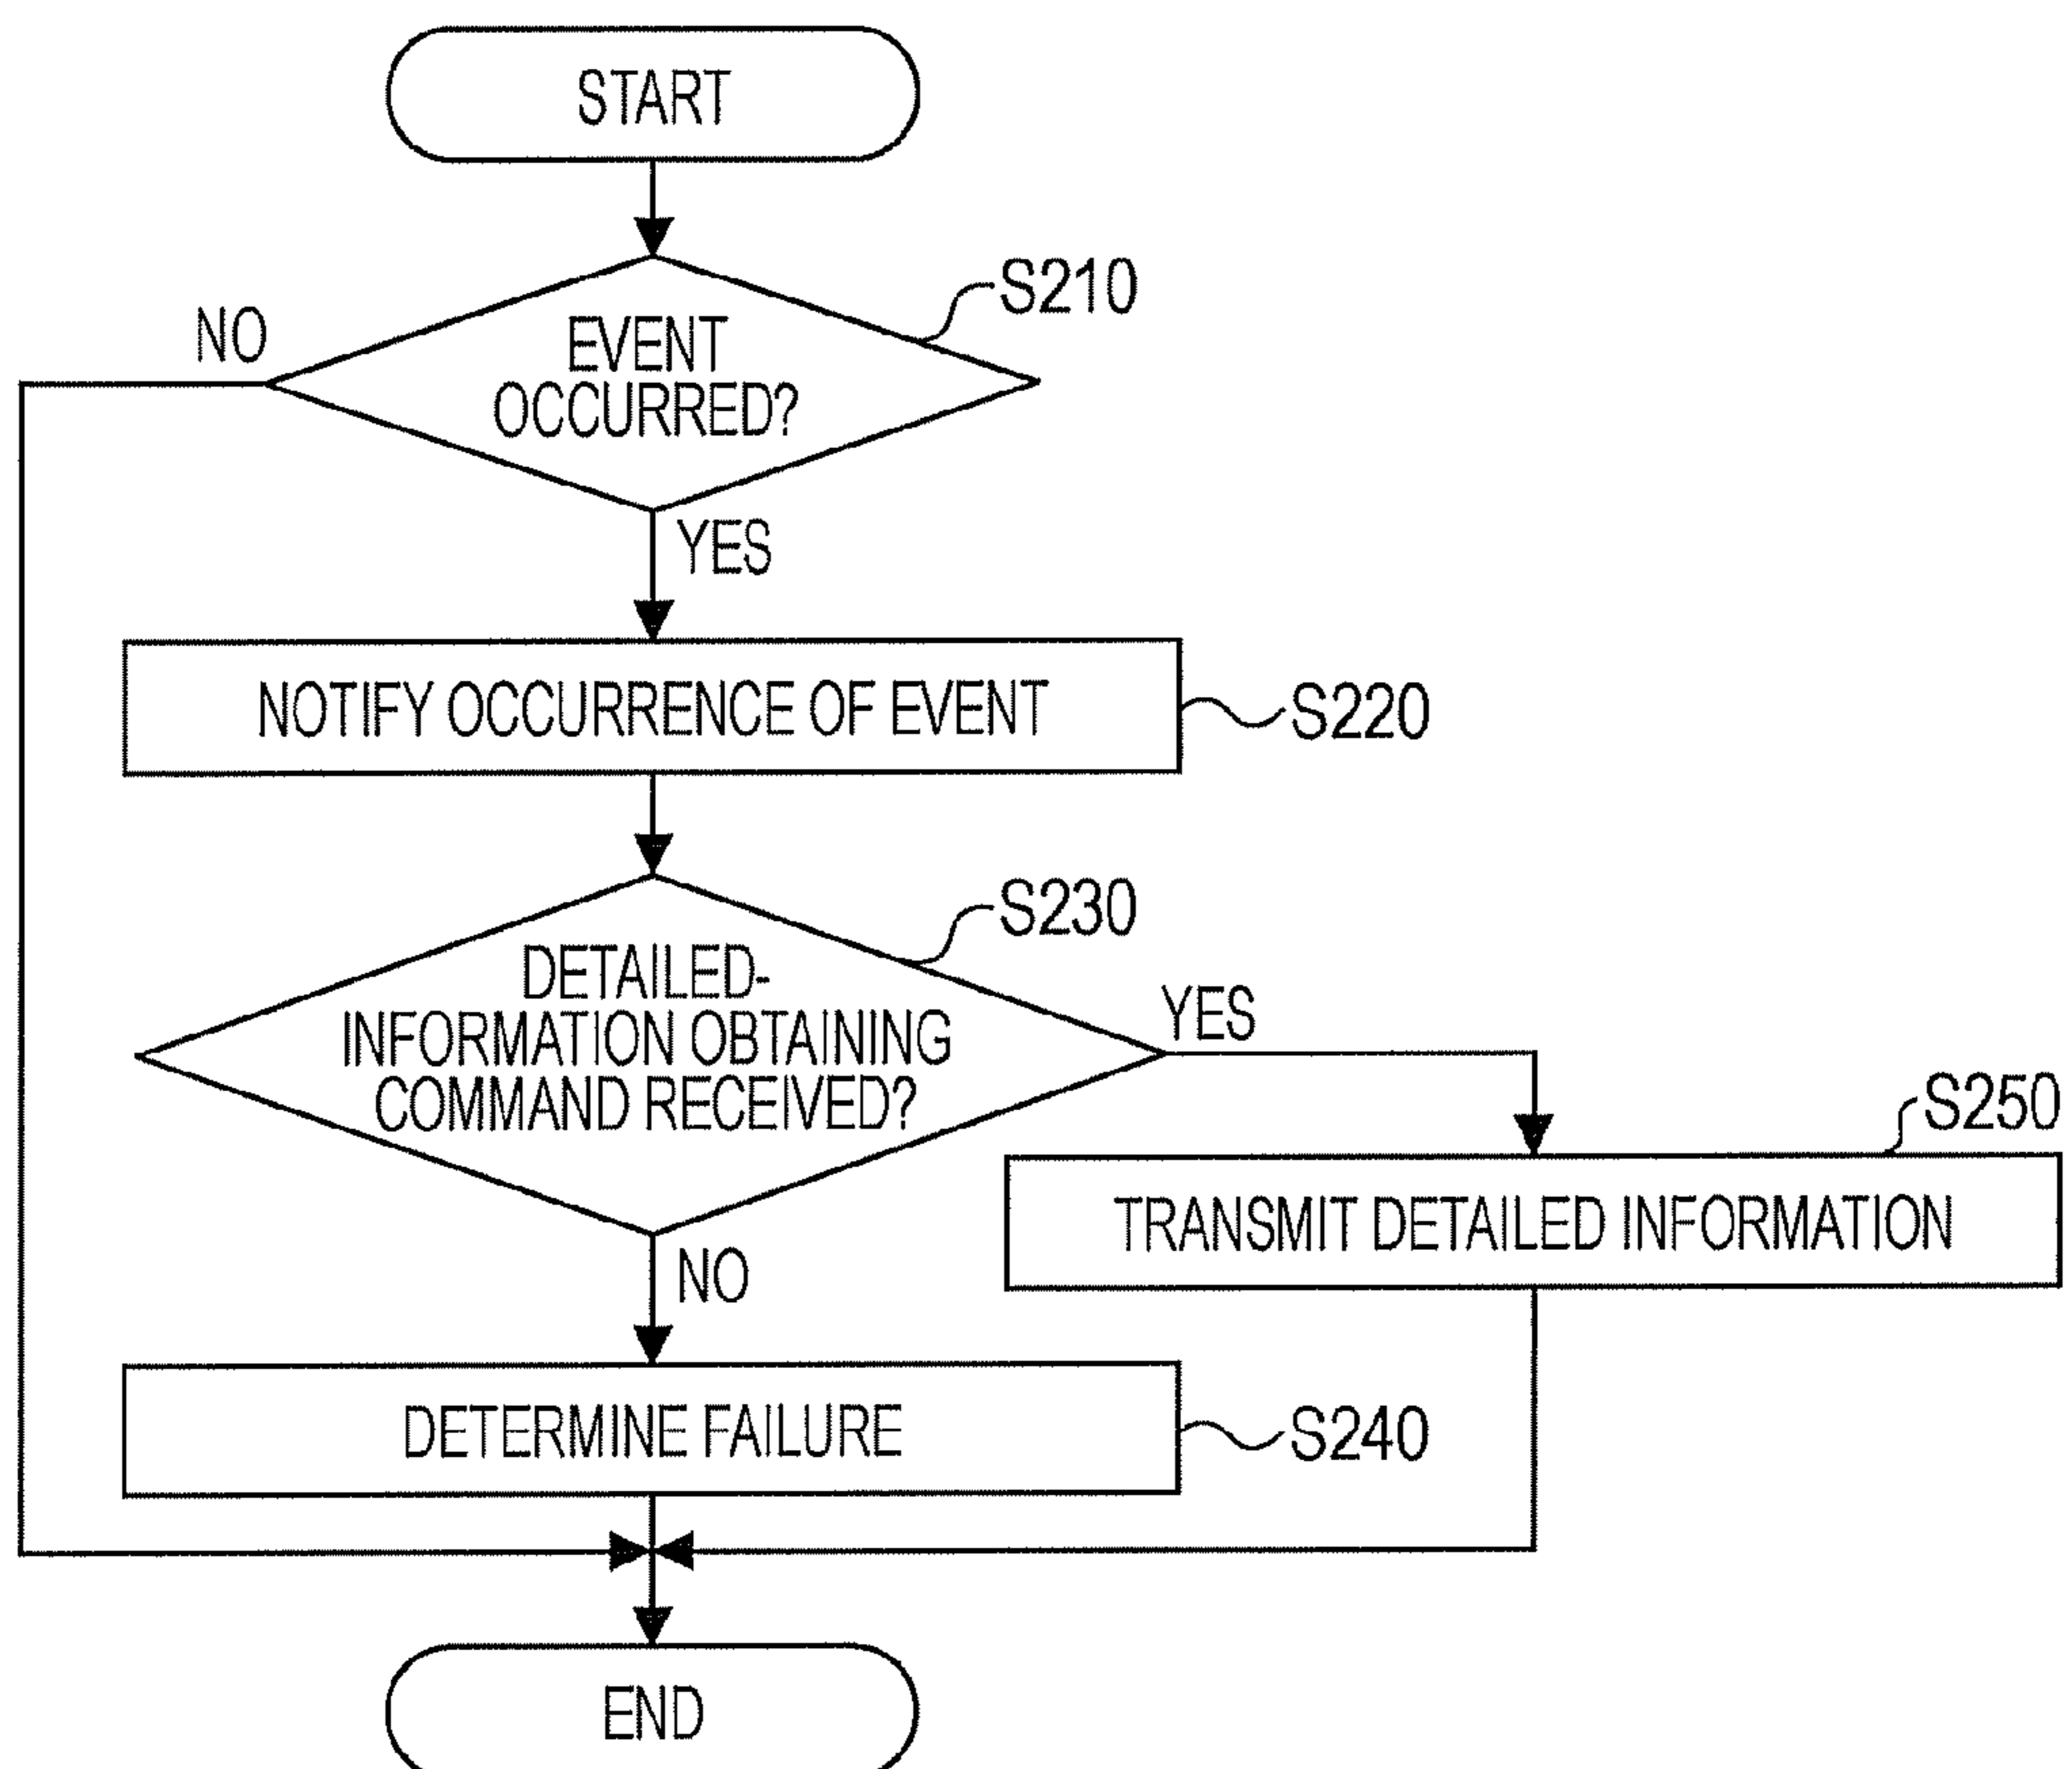 START
S210
NO
EVENT
OCCURRED?
YES
NOTIFY OCCURRENCE OF EVENT
S220
S230
DETAILED-
INFORMATION OBTAINING
COMMAND RECEIVED?
YES
S250
TRANSMIT DETAILED INFORMATION
NO
DETERMINE FAILURE
S240
END